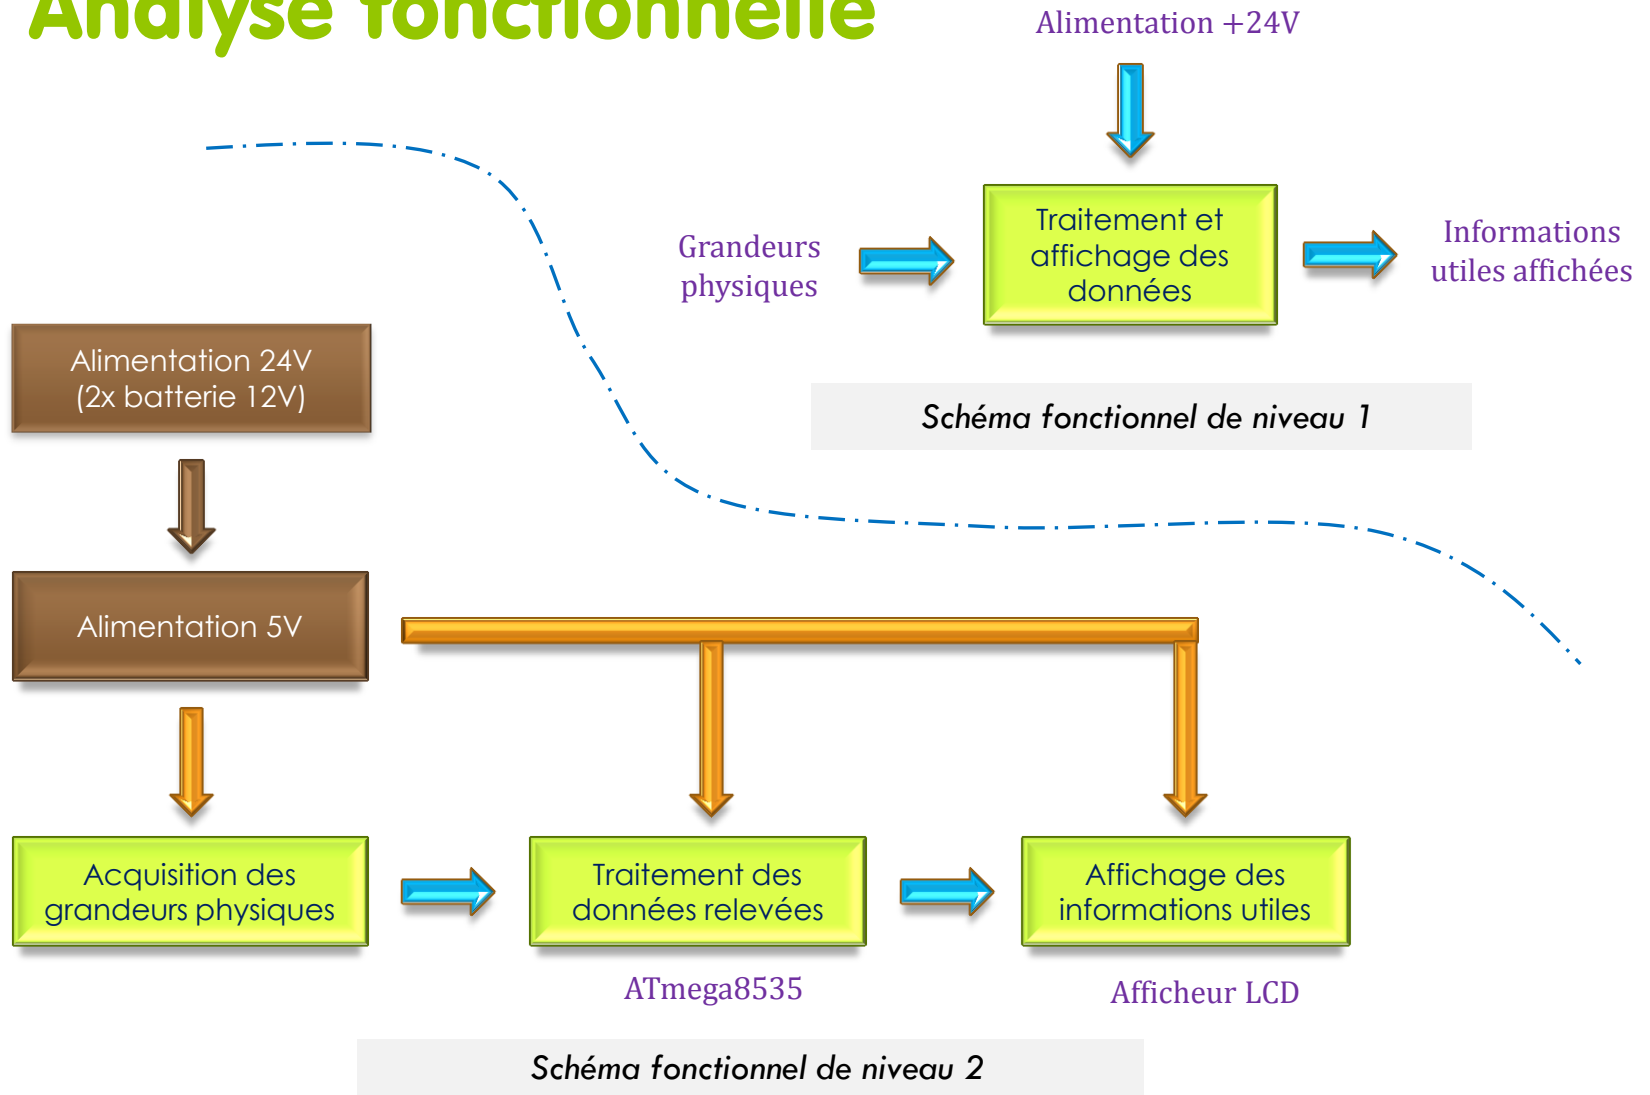 Analyse fonctionnelle
Alimentation +24V
Grandeurs
physiques
Traitement et
affichage des
données
Informations
utiles affichées
Schéma fonctionnel de niveau 1
Alimentation 24V
(2x batterie 12V)
Alimentation 5V
Acquisition des
grandeurs physiques
Traitement des
données relevées
Affichage des
informations utiles
ATmega8535
Afficheur LCD
Schéma fonctionnel de niveau 2